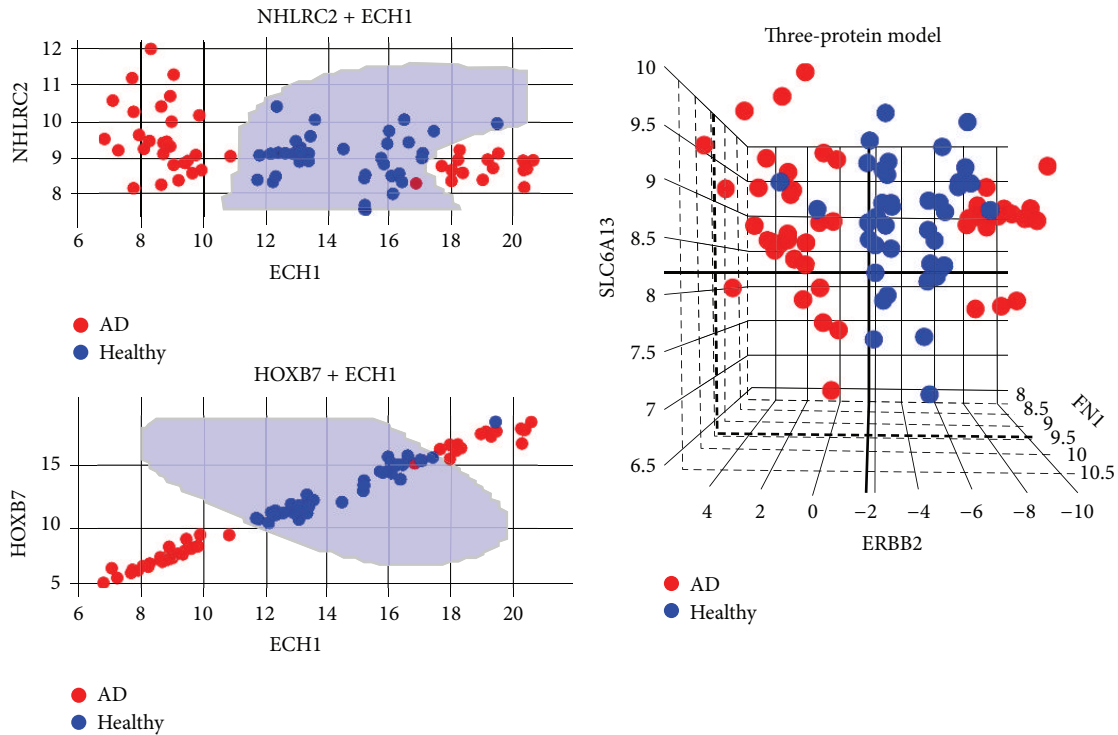 NHLRC2 + ECH1
12
11
10
9
8
NHLRC2
6 8 10 12 14 16 18 20
ECH1
AD
Healthy
HOXB7 + ECH1
15
10
5
HOXB7
6 8 10 12 14 16 18 20
ECH1
AD
Healthy
Three-protein model
10
9.5
9
8.5
8
7.5
7
6.5
SLC6A13
8
8.5
9
9.5
10
10.5
FN1
4 2 0 −2 −4 −6 −8 −10
ERBB2
AD
Healthy